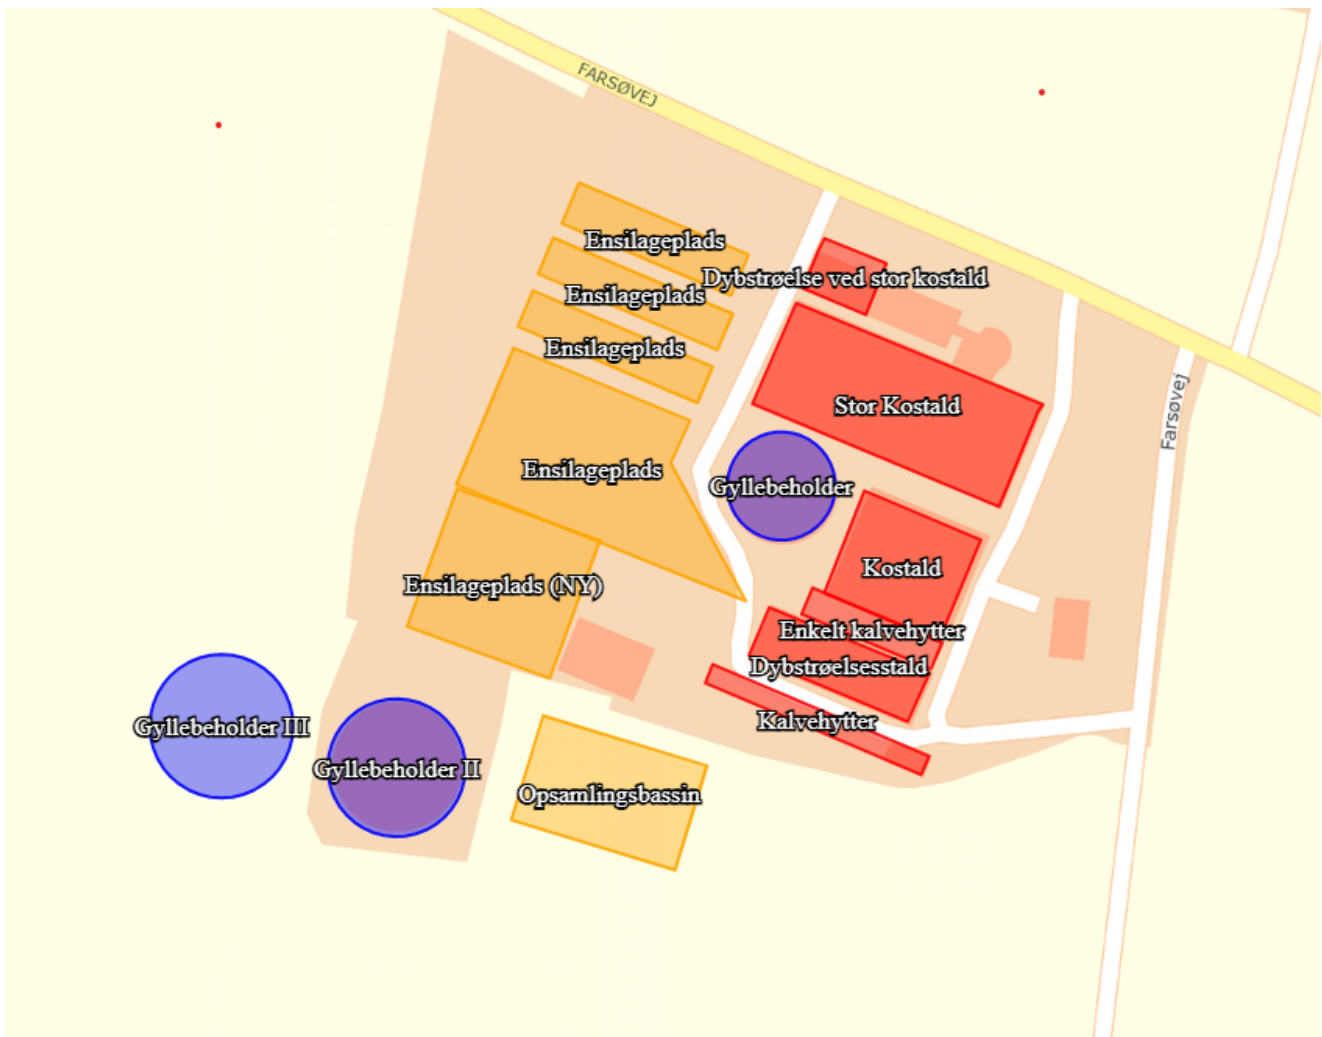 FARSØVEJ
Ensilageplads
Dybstrøelse ved stor kostald
Ensilageplads
Ensilageplads
Stor Kostald
Farsøvej
Ensilageplads
Gyllebeholder
Kostald
Ensilageplads (NY)
Enkelt kalvehytter
Dybstrøelsesstald
Kalvehytter
Gyllebeholder III
Gyllebeholder II
Opsamlingsbassin